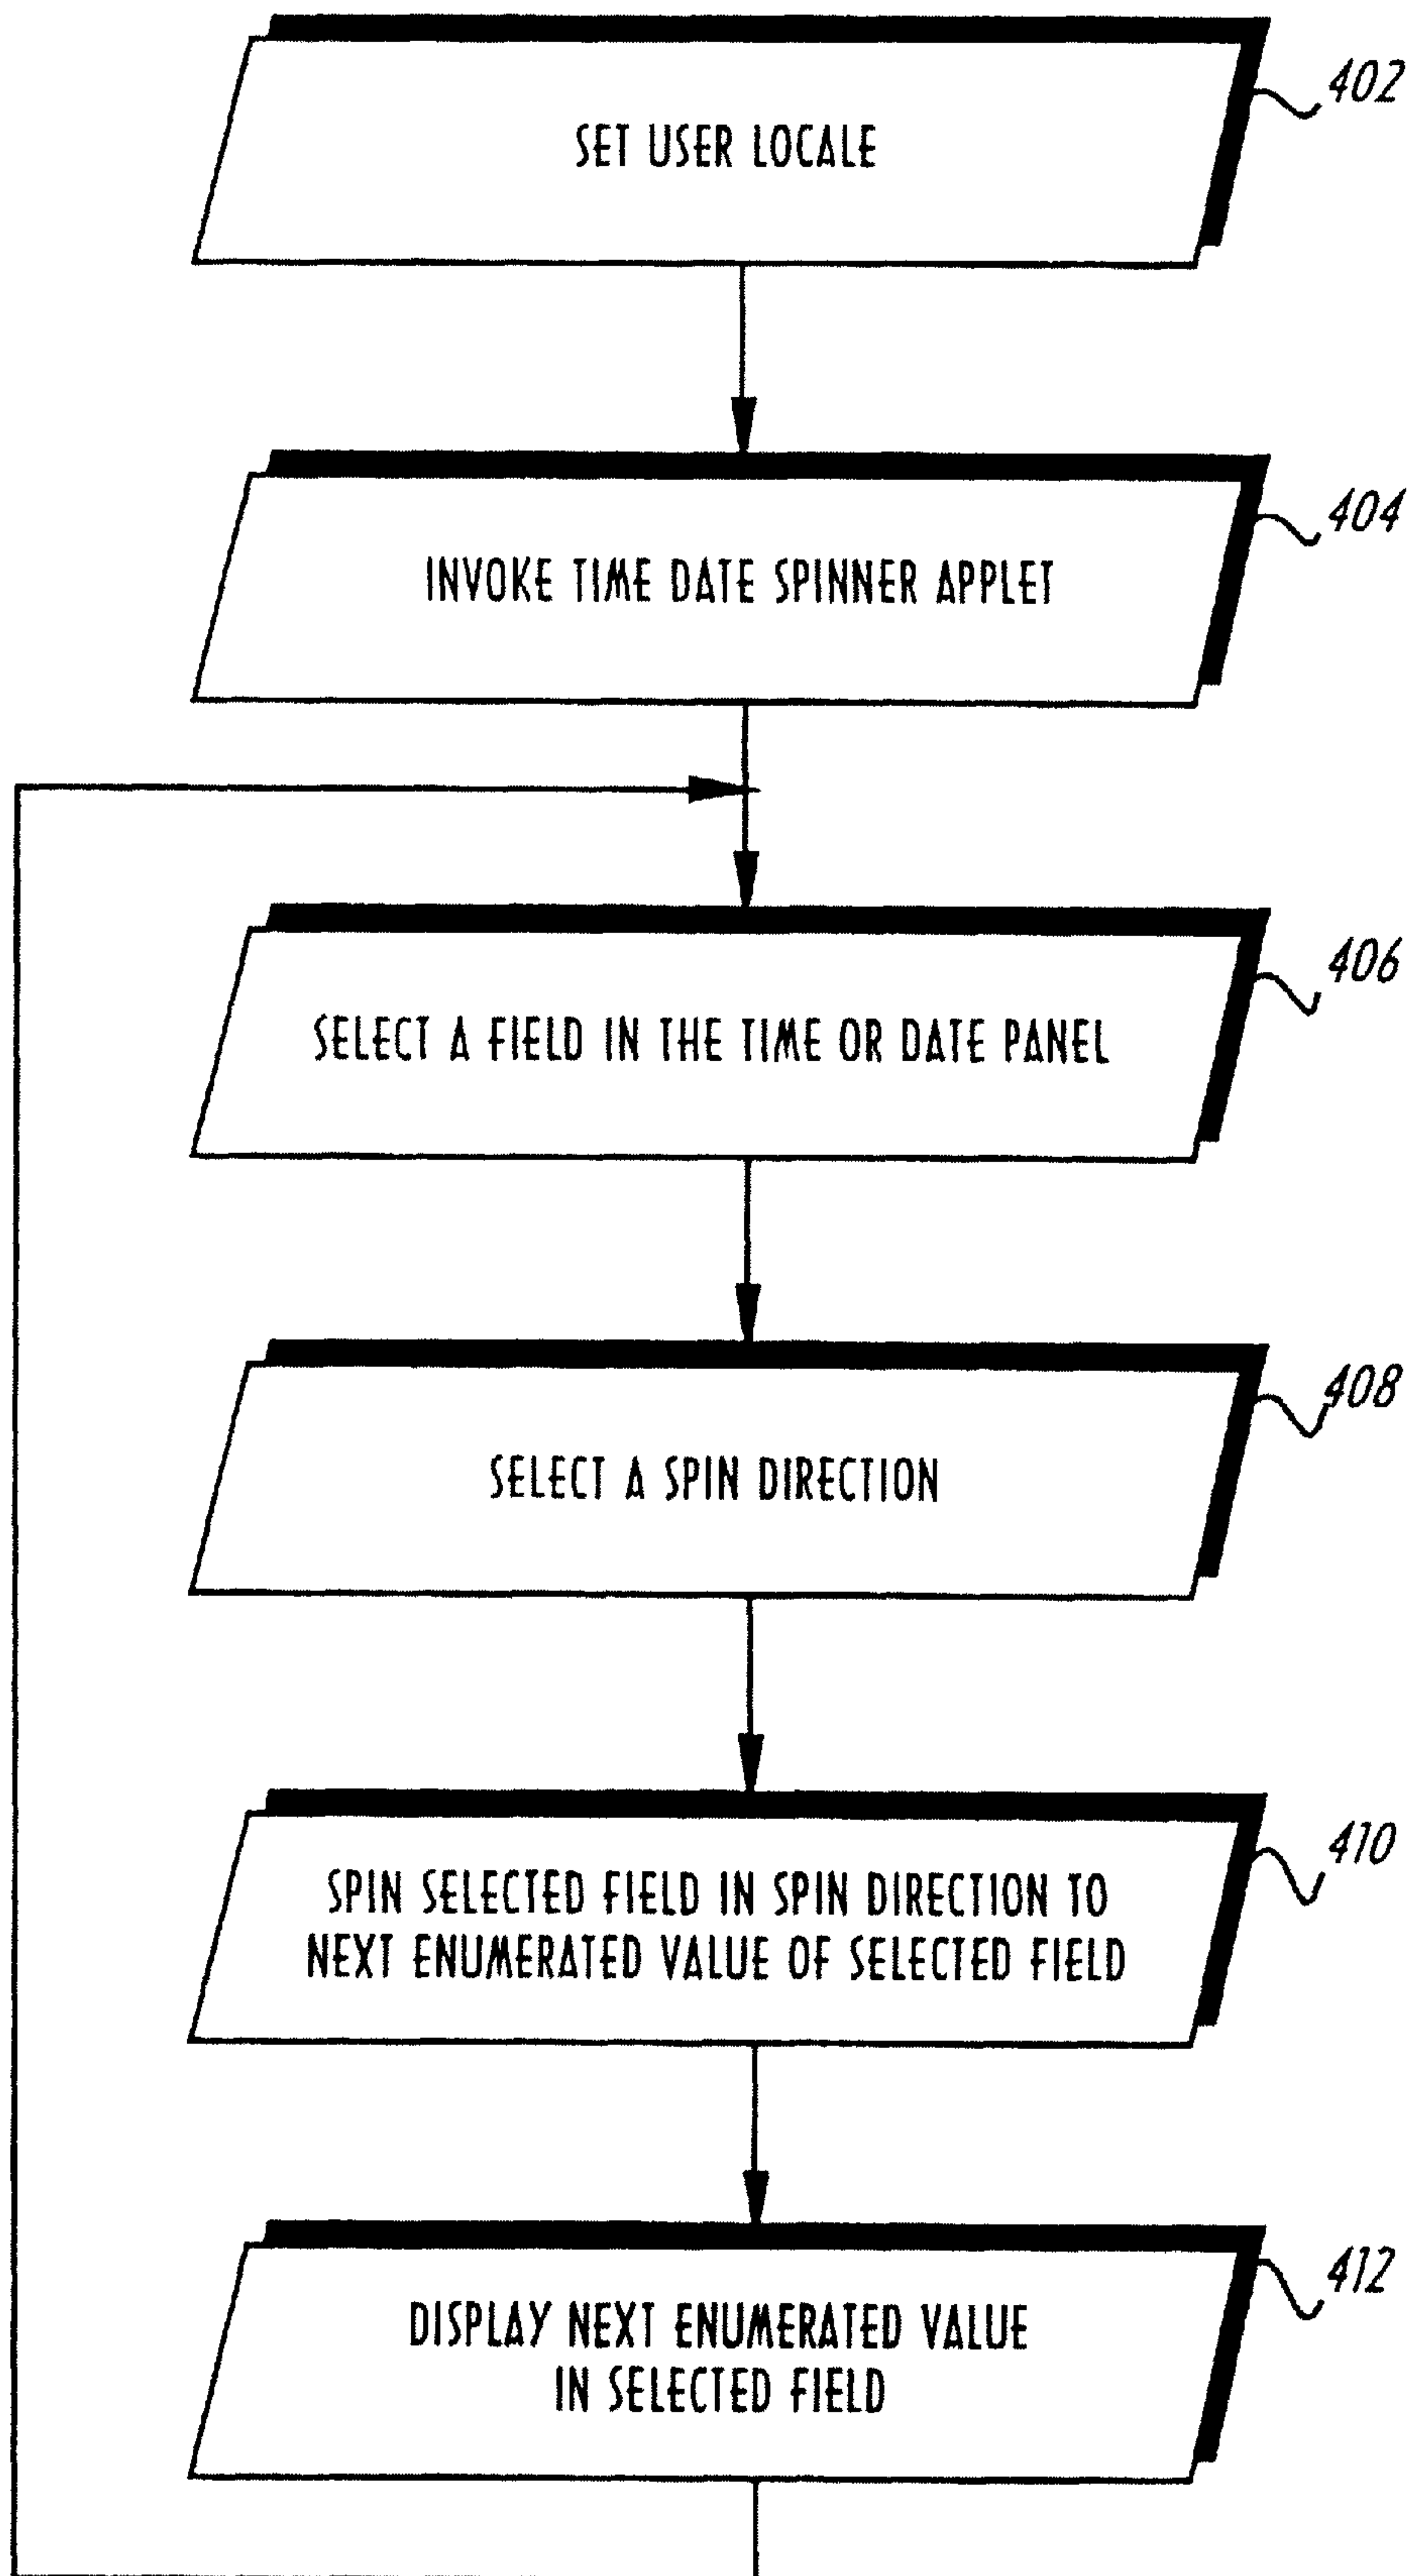 402
SET USER LOCALE
404
INVOKE TIME DATE SPINNER APPLET
406
SELECT A FIELD IN THE TIME OR DATE PANEL
408
SELECT A SPIN DIRECTION
410
SPIN SELECTED FIELD IN SPIN DIRECTION TO
NEXT ENUMERATED VALUE OF SELECTED FIELD
412
DISPLAY NEXT ENUMERATED VALUE
IN SELECTED FIELD